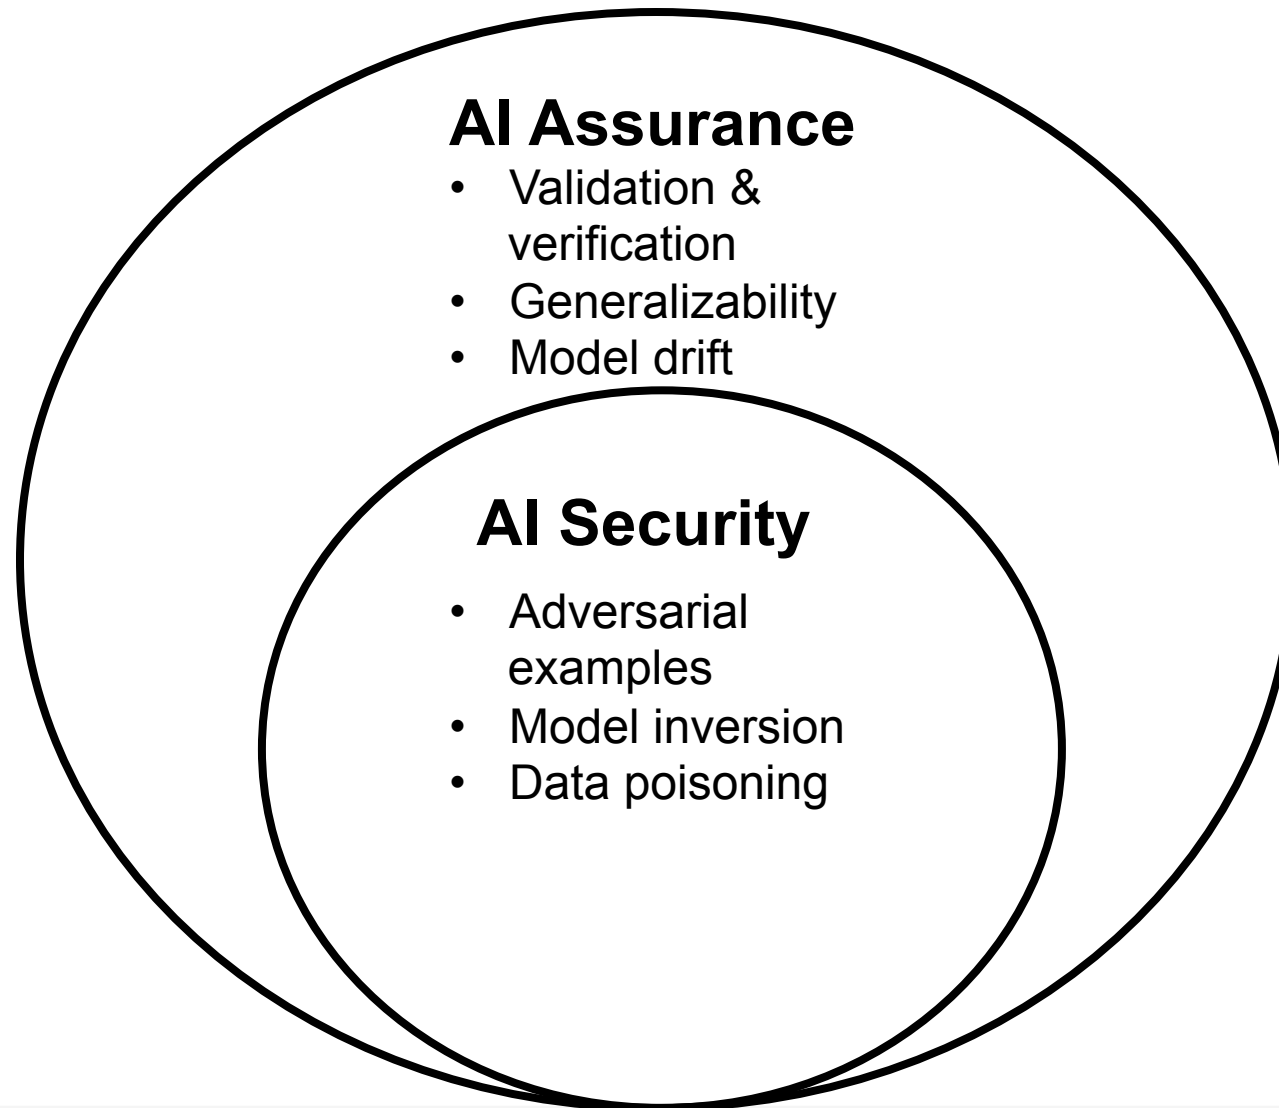 AI Assurance
• Validation &
verification
• Generalizability
• Model drift
AI Security
• Adversarial
examples
• Model inversion
• Data poisoning